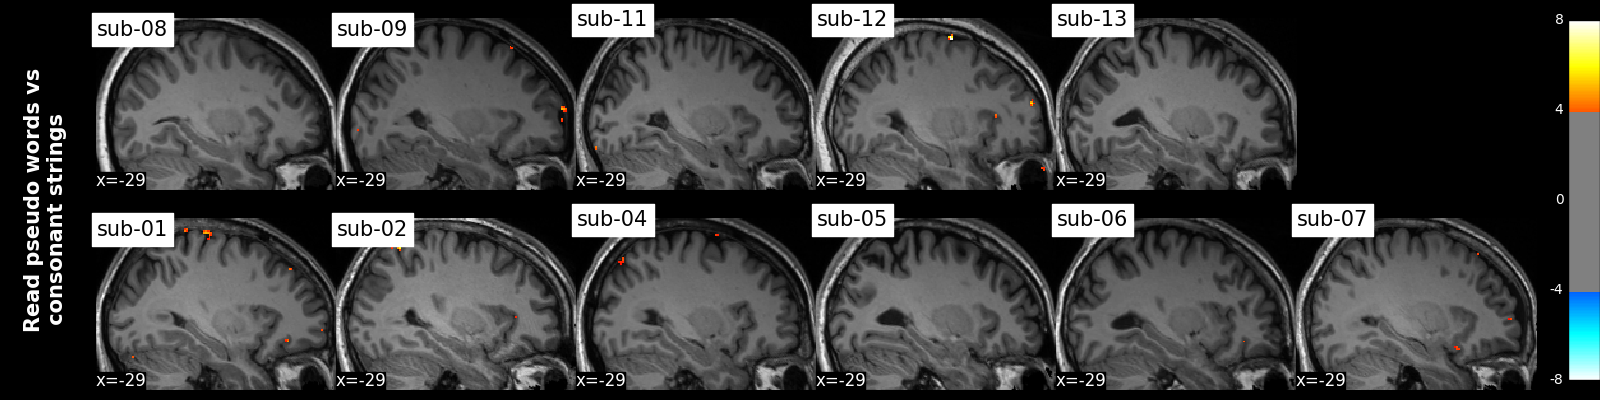 Read pseudo words vs
consonant strings
sub-08
x=-29
sub-09
x=-29
sub-11
x=-29
sub-12
x=-29
sub-13
x=-29
sub-01
x=-29
sub-02
x=-29
sub-04
x=-29
sub-05
x=-29
sub-06
x=-29
sub-07
x=-29
8
4
0
-4
-8